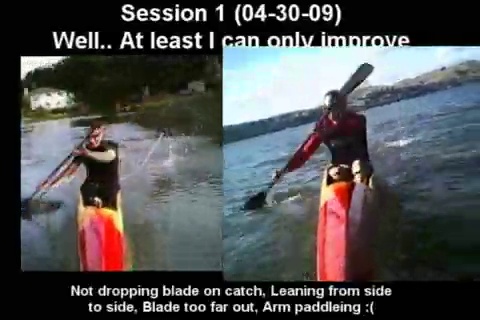 Session 1 (04-30-09)
Well.. At least I can only improve
Not dropping blade on catch, Leaning from side
to side, Blade too far out, Arm paddleing :(